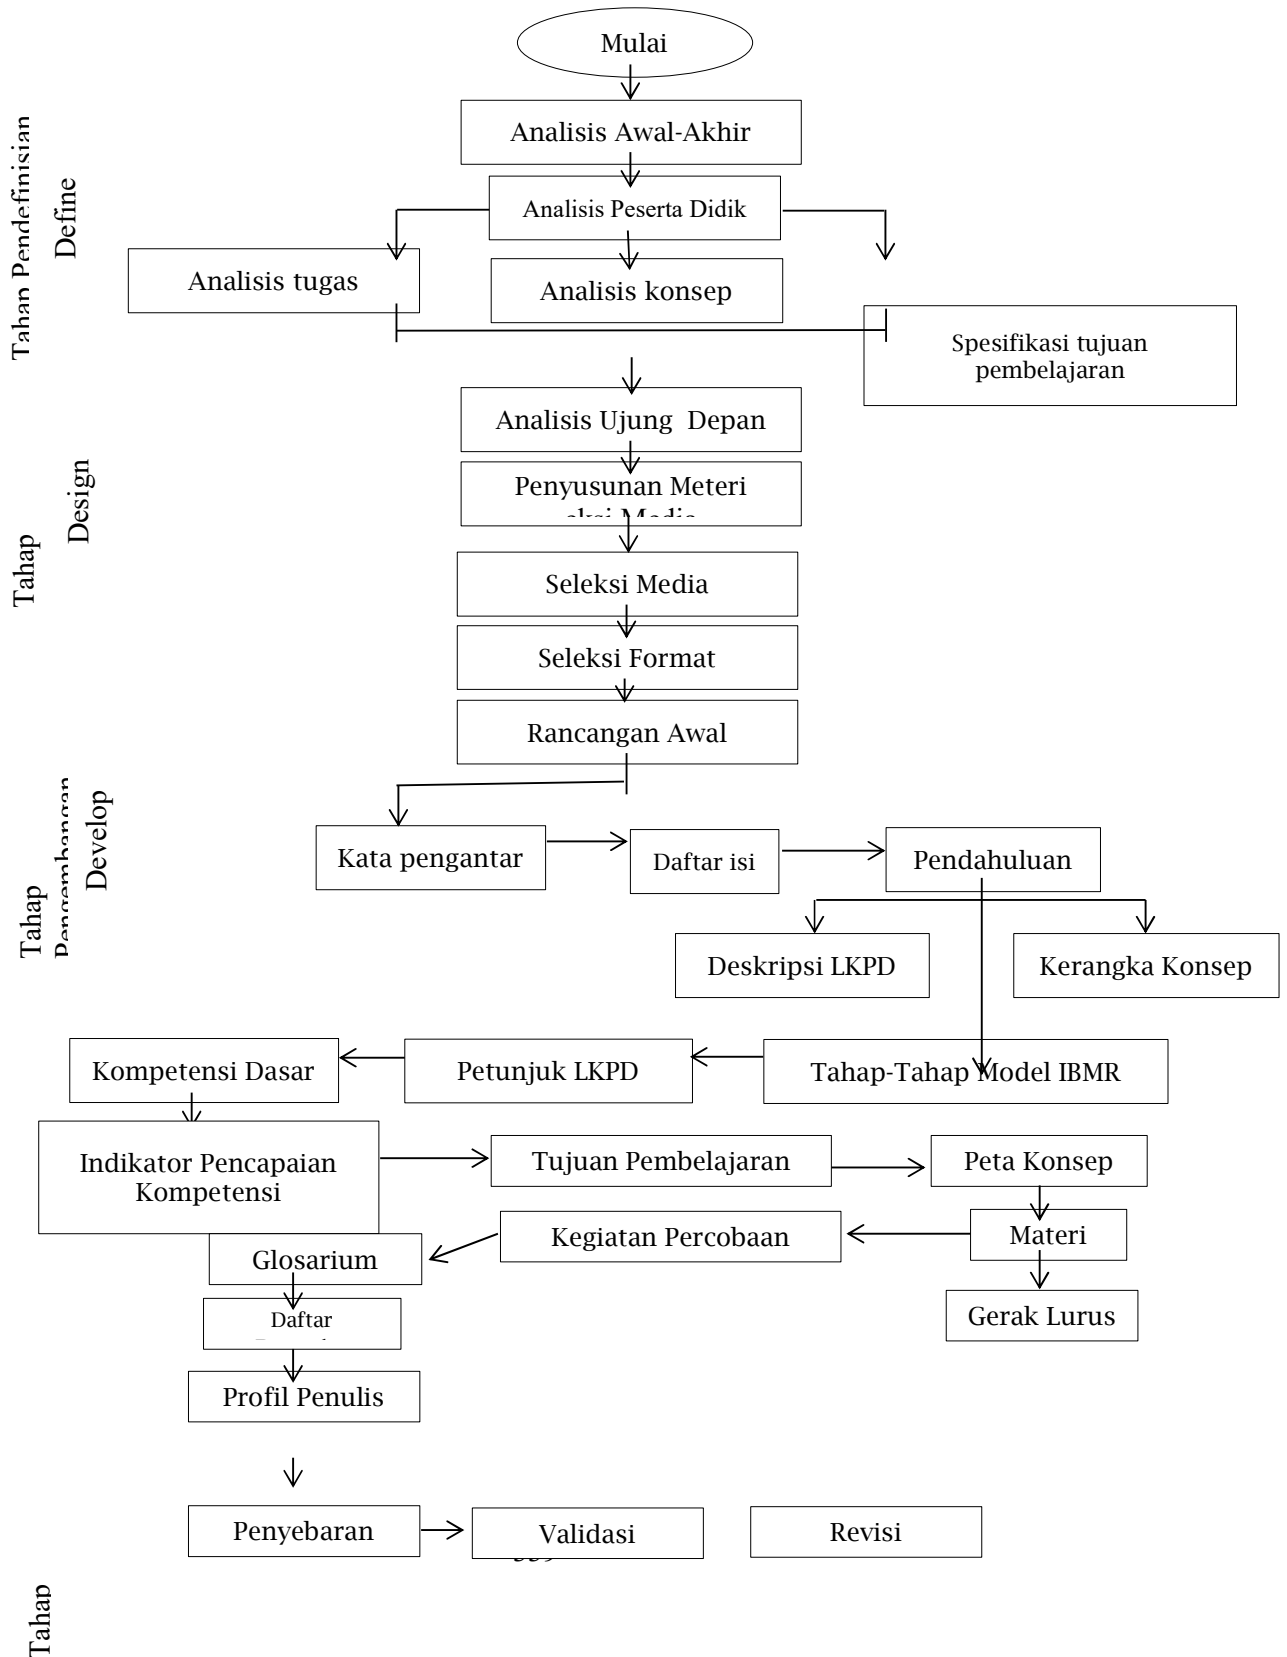 Mulai
Analisis Awal-Akhir
Tahap Pendefinisian
Define
Analisis Peserta Didik
Analisis tugas
Analisis konsep
Spesifikasi tujuan
pembelajaran
Analisis Ujung Depan
Tahap
Design
Penyusunan Meteri
Seleksi Media
Seleksi Format
Rancangan Awal
Tahap
Pengembangan
Develop
Kata pengantar
Daftar isi
Pendahuluan
Deskripsi LKPD
Kerangka Konsep
Kompetensi Dasar
Petunjuk LKPD
Tahap-Tahap Model IBMR
Indikator Pencapaian
Kompetensi
Tujuan Pembelajaran
Peta Konsep
Kegiatan Percobaan
Materi
Glosarium
Gerak Lurus
Daftar
Profil Penulis
Penyebaran
Validasi
Revisi
Tahap